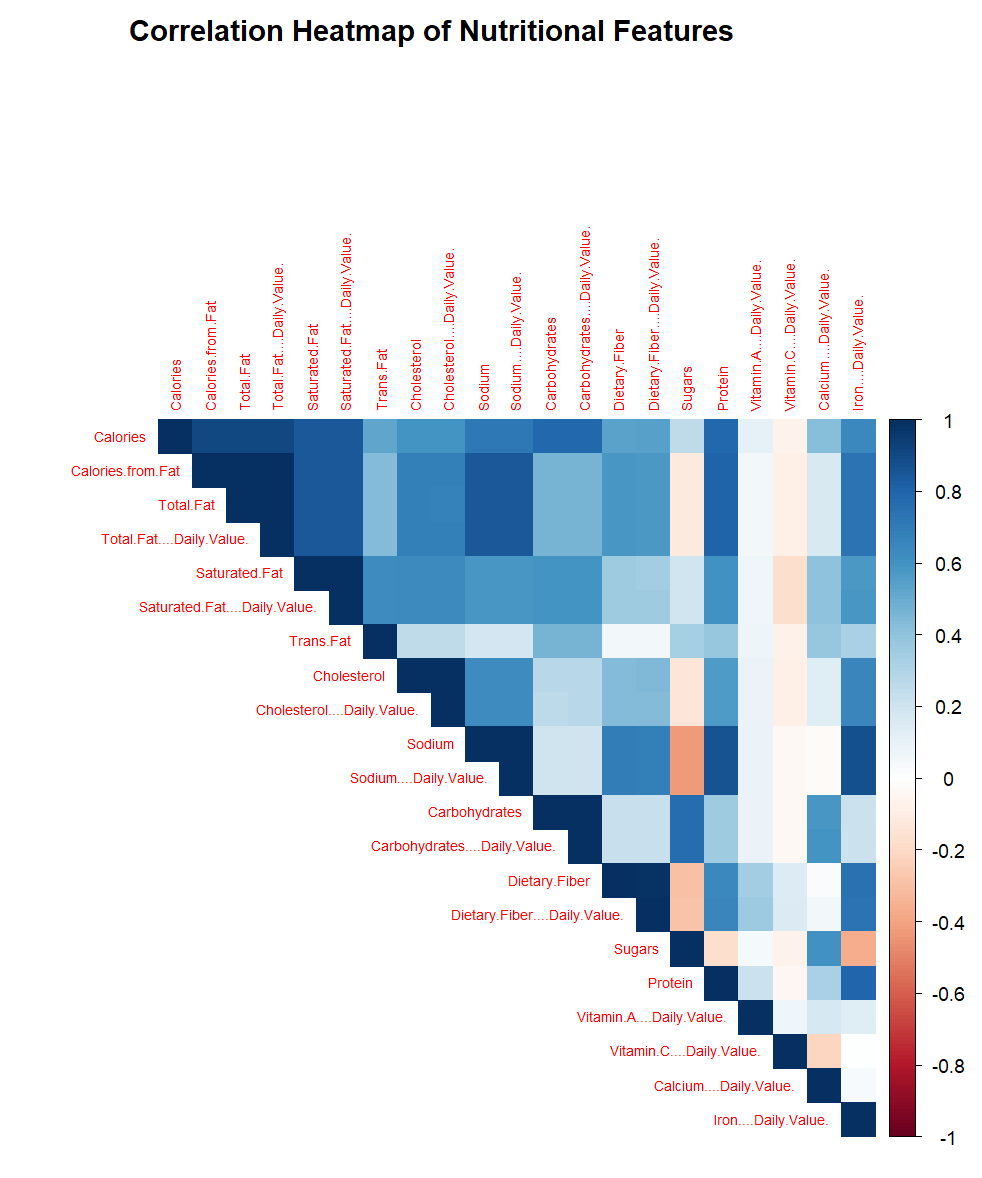 Correlation Heatmap of Nutritional Features
Calories
Calories.from.Fat
Total.Fat
Total.Fat....Daily.Value.
Saturated.Fat
Saturated.Fat....Daily.Value.
Trans.Fat
Cholesterol
Cholesterol....Daily.Value.
Sodium
Sodium....Daily.Value.
Carbohydrates
Carbohydrates....Daily.Value.
Dietary.Fiber
Dietary.Fiber....Daily.Value.
Sugars
Protein
Vitamin.A....Daily.Value.
Vitamin.C....Daily.Value.
Calcium....Daily.Value.
Iron....Daily.Value.
Calories
Calories.from.Fat
Total.Fat
Total.Fat....Daily.Value.
Saturated.Fat
Saturated.Fat....Daily.Value.
Trans.Fat
Cholesterol
Cholesterol....Daily.Value.
Sodium
Sodium....Daily.Value.
Carbohydrates
Carbohydrates....Daily.Value.
Dietary.Fiber
Dietary.Fiber....Daily.Value.
Sugars
Protein
Vitamin.A....Daily.Value.
Vitamin.C....Daily.Value.
Calcium....Daily.Value.
Iron....Daily.Value.
1
0.8
0.6
0.4
0.2
0
-0.2
-0.4
-0.6
-0.8
-1